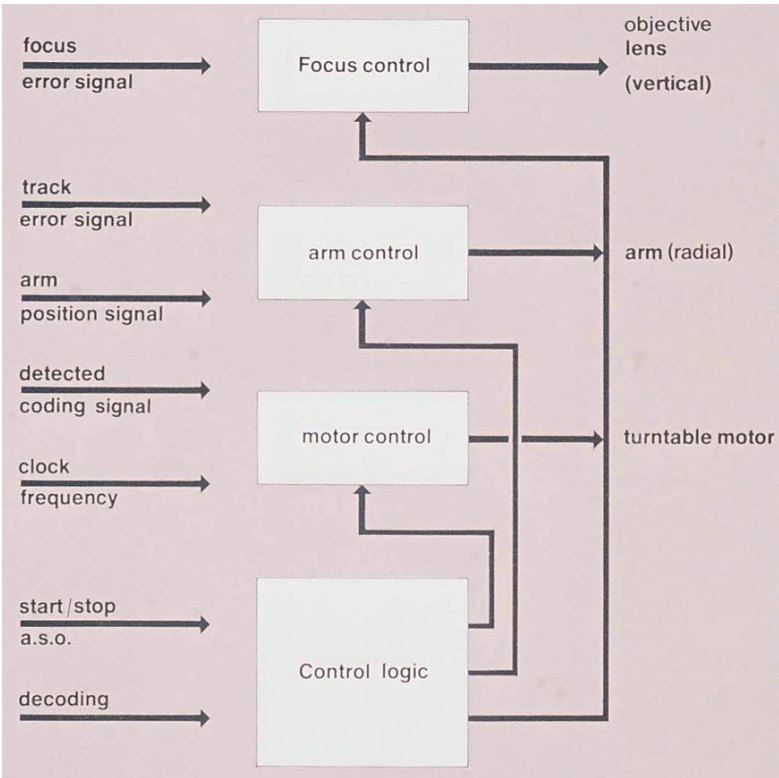 focus
error signal
Focus control
objective
lens
(vertical)
track
error signal
arm
position signal
arm control
arm (radial)
detected
coding signal
clock
frequency
motor control
turntable motor
start/stop
a.s.o.
decoding
Control logic